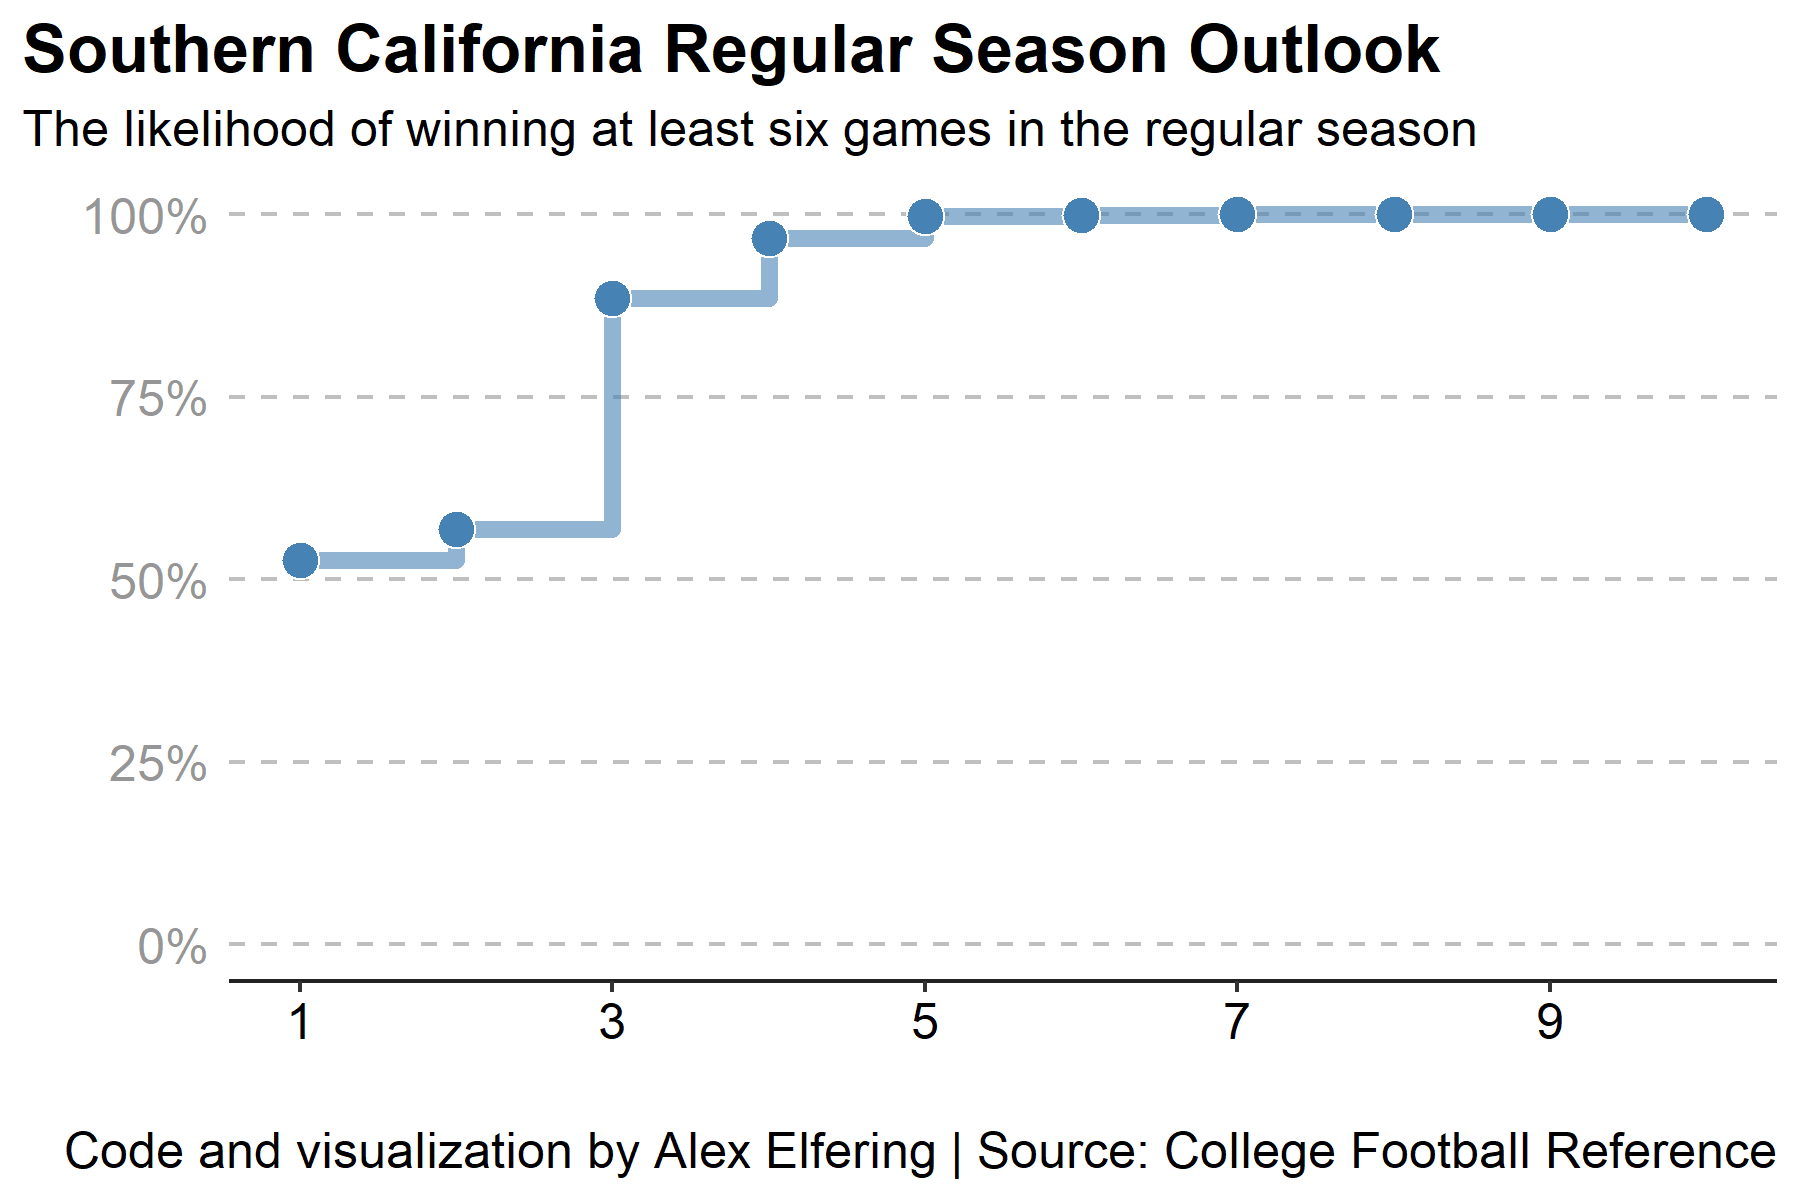 Southern California Regular Season Outlook
The likelihood of winning at least six games in the regular season
100%
75%
50%
25%
0%
1 3 5 7 9
Code and visualization by Alex Elfering | Source: College Football Reference